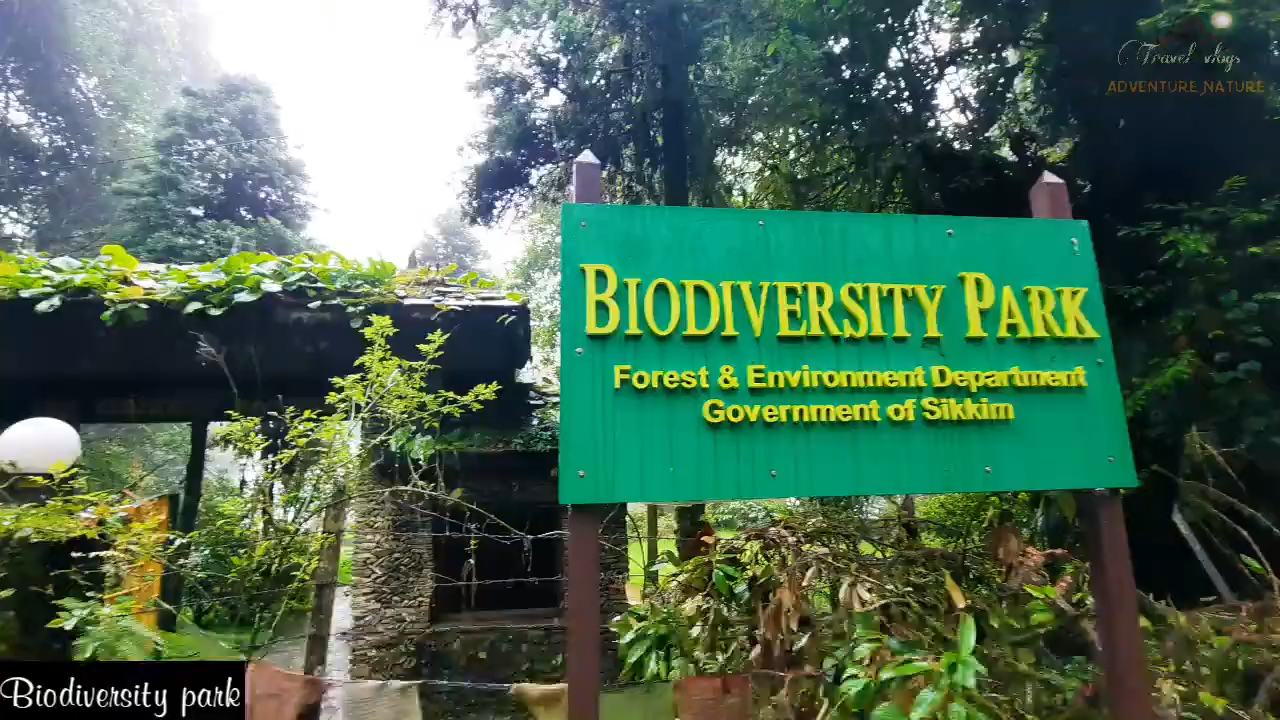 Travel vlogs
ADVENTURE NATURE
BIODIVERSITY PARK
Forest & Environment Department
Government of Sikkim
Biodiversity park